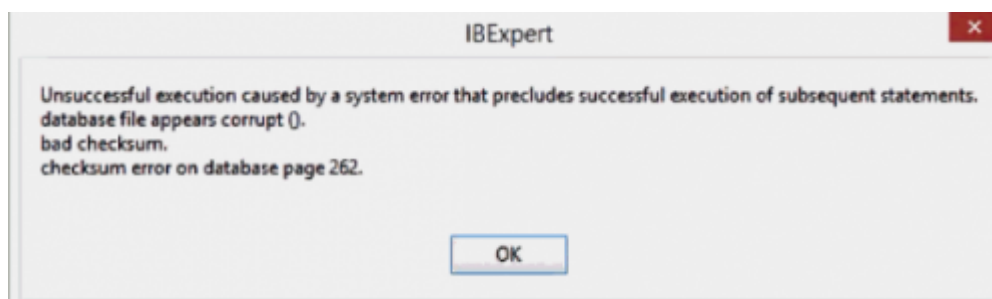 IBExpert
Unsuccessful execution caused by a system error that precludes successful execution of subsequent statements.
database file appears corrupt ().
bad checksum.
checksum error on database page 262.
OK